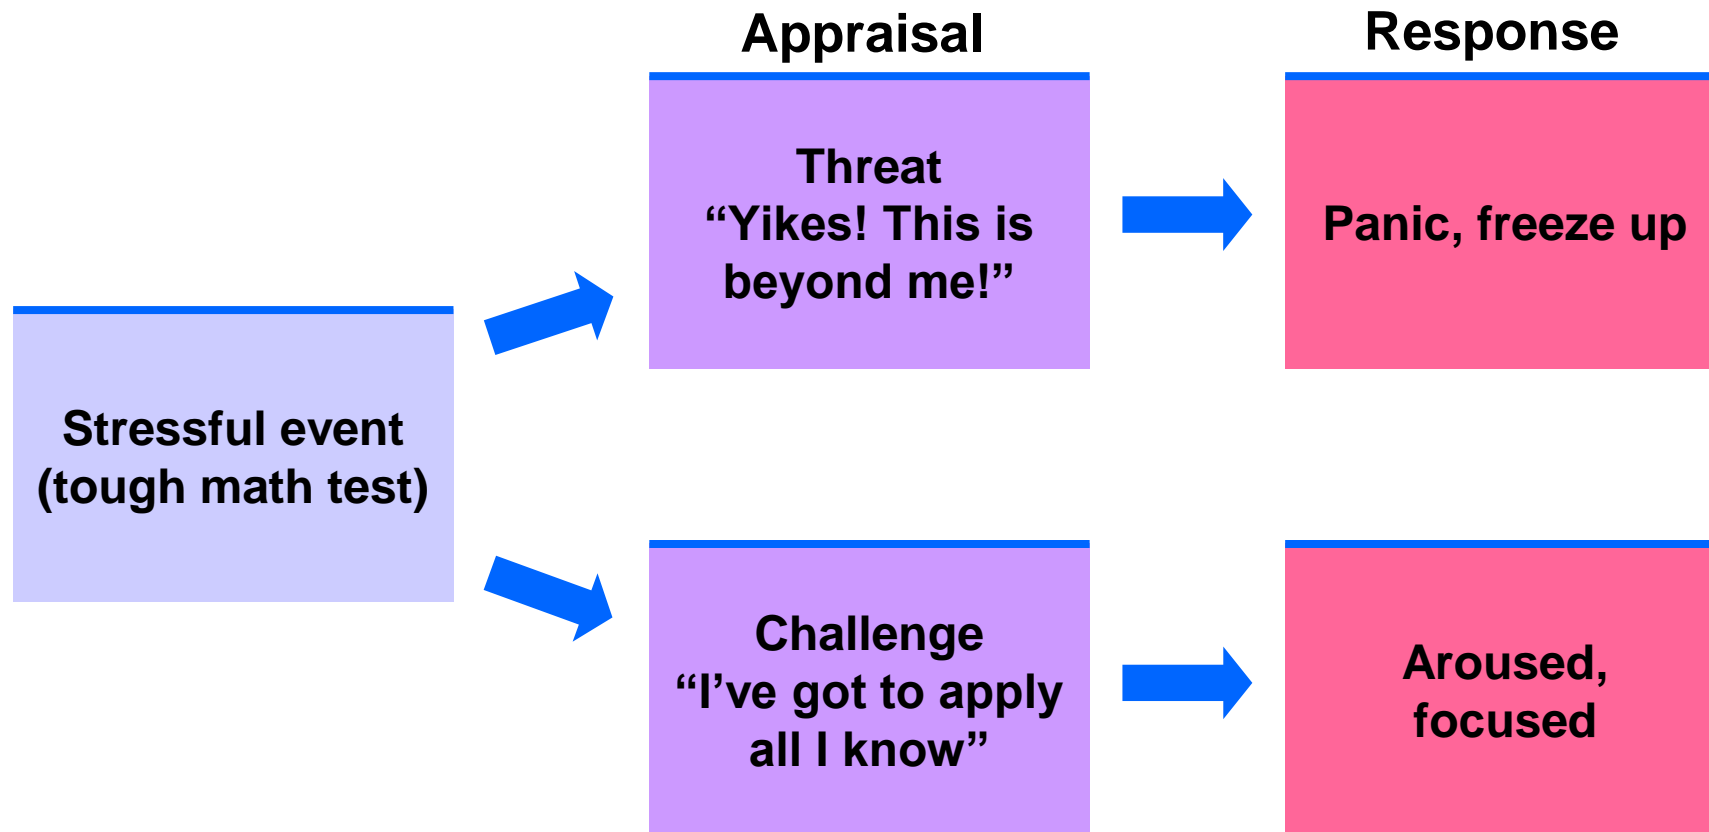 Appraisal
Response
Threat
“Yikes! This is
beyond me!”
Panic, freeze up
Stressful event
(tough math test)
Challenge
“I’ve got to apply
all I know”
Aroused,
focused